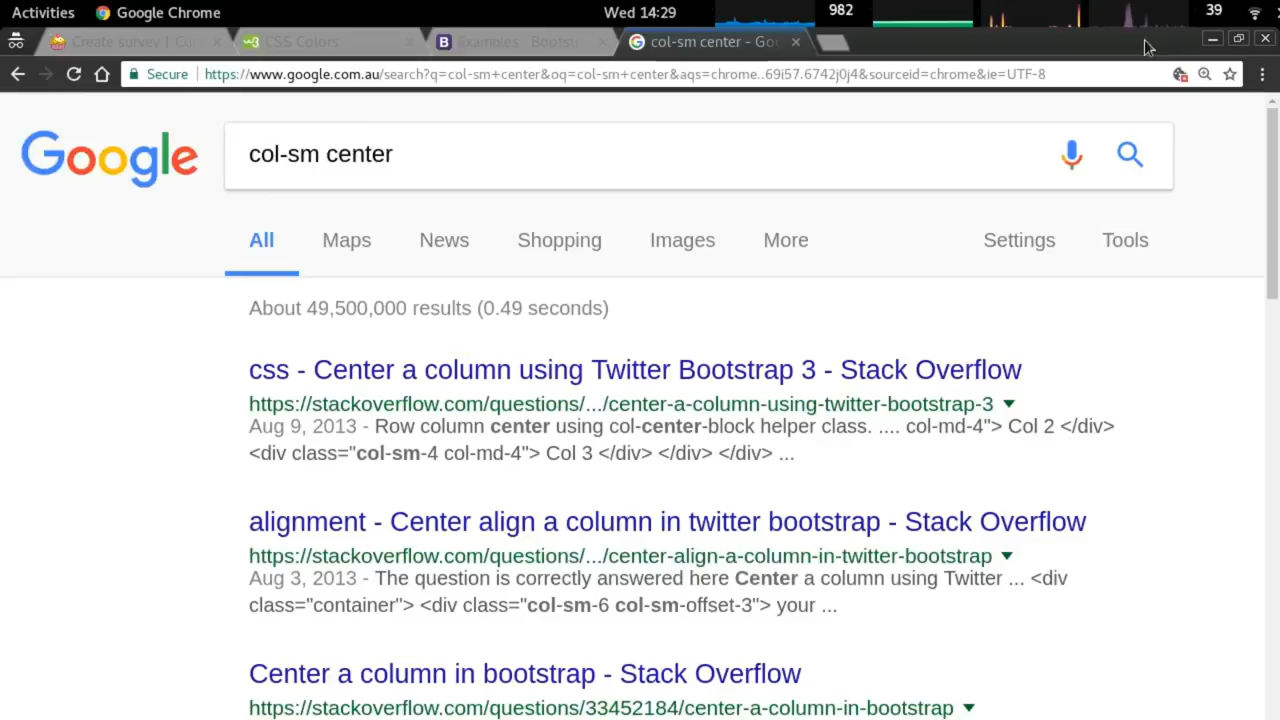 Activities Google Chrome Wed 14:29 982 39
Create survey | Cu CSS Colors Examples · Bootst col-sm center - Goo
Secure https://www.google.com.au/search?q=col-sm+center&oq=col-sm+center&aqs=chrome..69i57.6742j0j4&sourceid=chrome&ie=UTF-8
Google col-sm center
All Maps News Shopping Images More Settings Tools
About 49,500,000 results (0.49 seconds)
css - Center a column using Twitter Bootstrap 3 - Stack Overflow
https://stackoverflow.com/questions/.../center-a-column-using-twitter-bootstrap-3
Aug 9, 2013 - Row column center using col-center-block helper class. .... col-md-4"> Col 2 </div>
<div class="col-sm-4 col-md-4"> Col 3 </div> </div> </div> ...
alignment - Center align a column in twitter bootstrap - Stack Overflow
https://stackoverflow.com/questions/.../center-align-a-column-in-twitter-bootstrap
Aug 3, 2013 - The question is correctly answered here Center a column using Twitter ... <div
class="container"> <div class="col-sm-6 col-sm-offset-3"> your ...
Center a column in bootstrap - Stack Overflow
https://stackoverflow.com/questions/33452184/center-a-column-in-bootstrap